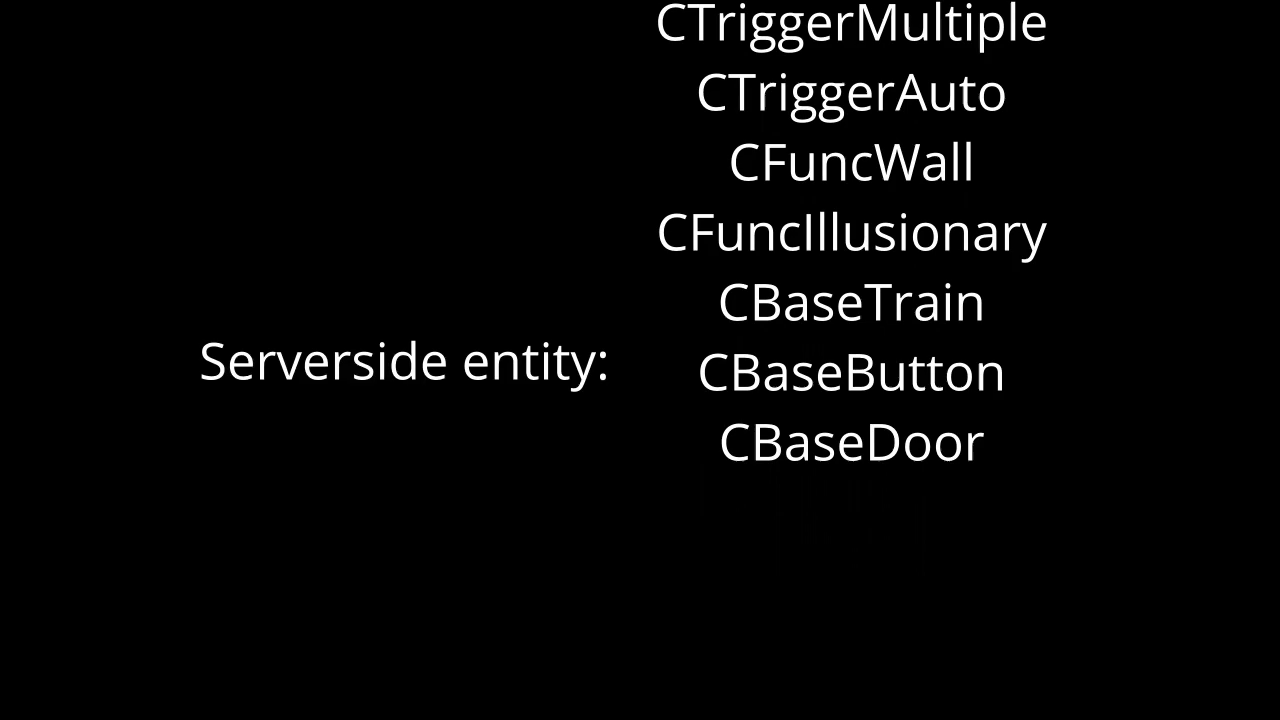 CTriggerMultiple
CTriggerAuto
CFuncWall
CFuncIllusionary
CBaseTrain
Serverside entity:
CBaseButton
CBaseDoor